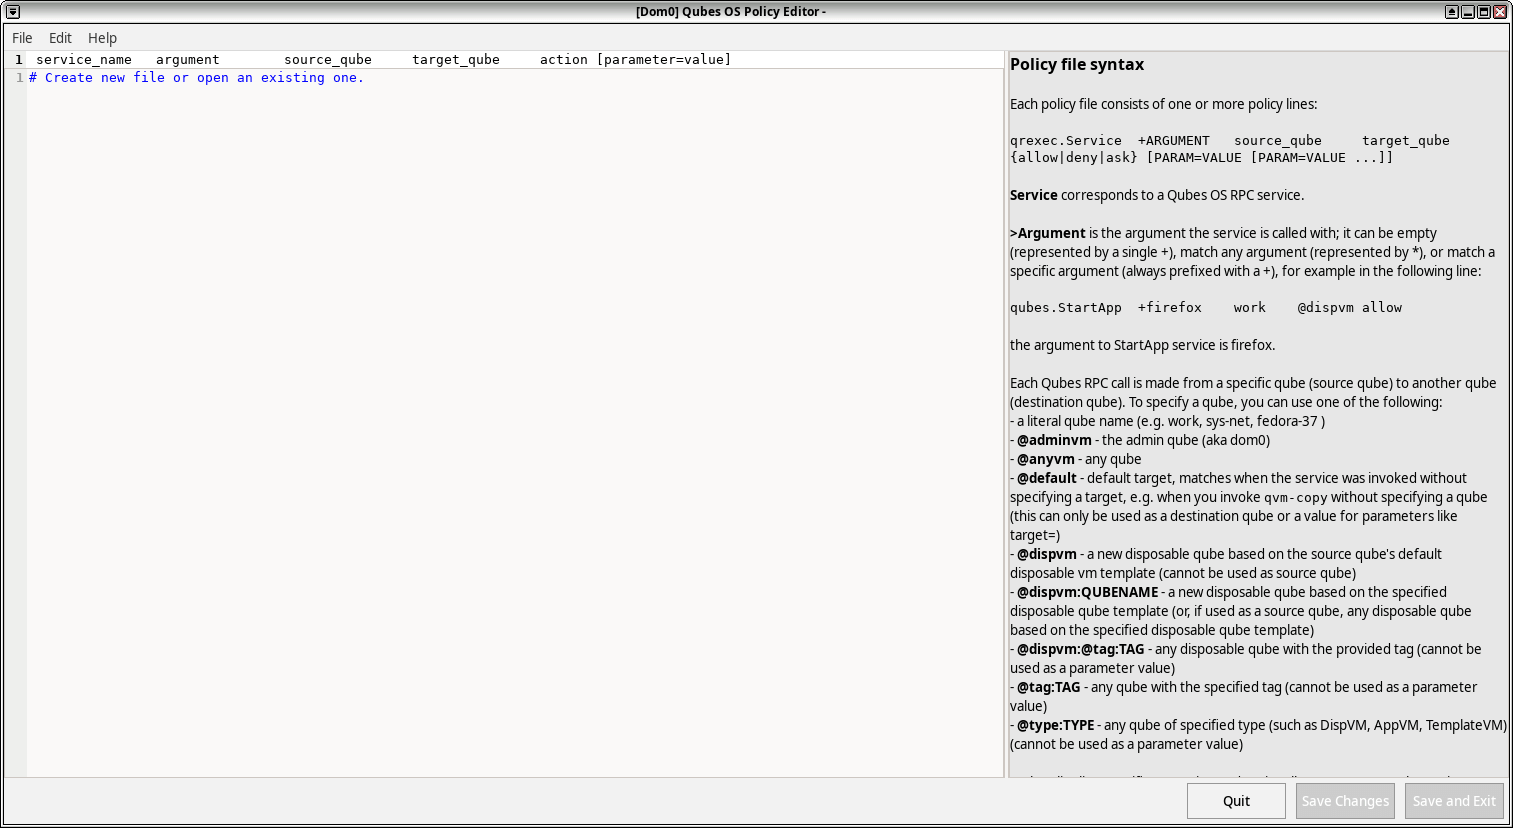 [Dom0] Qubes OS Policy Editor -
File Edit Help
1 service_name argument source_qube target_qube action [parameter=value]
1 # Create new file or open an existing one.
Policy file syntax
Each policy file consists of one or more policy lines:
qrexec.Service +ARGUMENT source_qube target_qube
{allow|deny|ask} [PARAM=VALUE [PARAM=VALUE ...]]
Service corresponds to a Qubes OS RPC service.
>Argument is the argument the service is called with; it can be empty
(represented by a single +), match any argument (represented by *), or match a
specific argument (always prefixed with a +), for example in the following line:
qubes.StartApp +firefox work @dispvm allow
the argument to StartApp service is firefox.
Each Qubes RPC call is made from a specific qube (source qube) to another qube
(destination qube). To specify a qube, you can use one of the following:
- a literal qube name (e.g. work, sys-net, fedora-37 )
- @adminvm - the admin qube (aka dom0)
- @anyvm - any qube
- @default - default target, matches when the service was invoked without
specifying a target, e.g. when you invoke qvm-copy without specifying a qube
(this can only be used as a destination qube or a value for parameters like
target=)
- @dispvm - a new disposable qube based on the source qube's default
disposable vm template (cannot be used as source qube)
- @dispvm:QUBENAME - a new disposable qube based on the specified
disposable qube template (or, if used as a source qube, any disposable qube
based on the specified disposable qube template)
- @dispvm:@tag:TAG - any disposable qube with the provided tag (cannot be
used as a parameter value)
- @tag:TAG - any qube with the specified tag (cannot be used as a parameter
value)
- @type:TYPE - any qube of specified type (such as DispVM, AppVM, TemplateVM)
(cannot be used as a parameter value)
Quit Save Changes Save and Exit